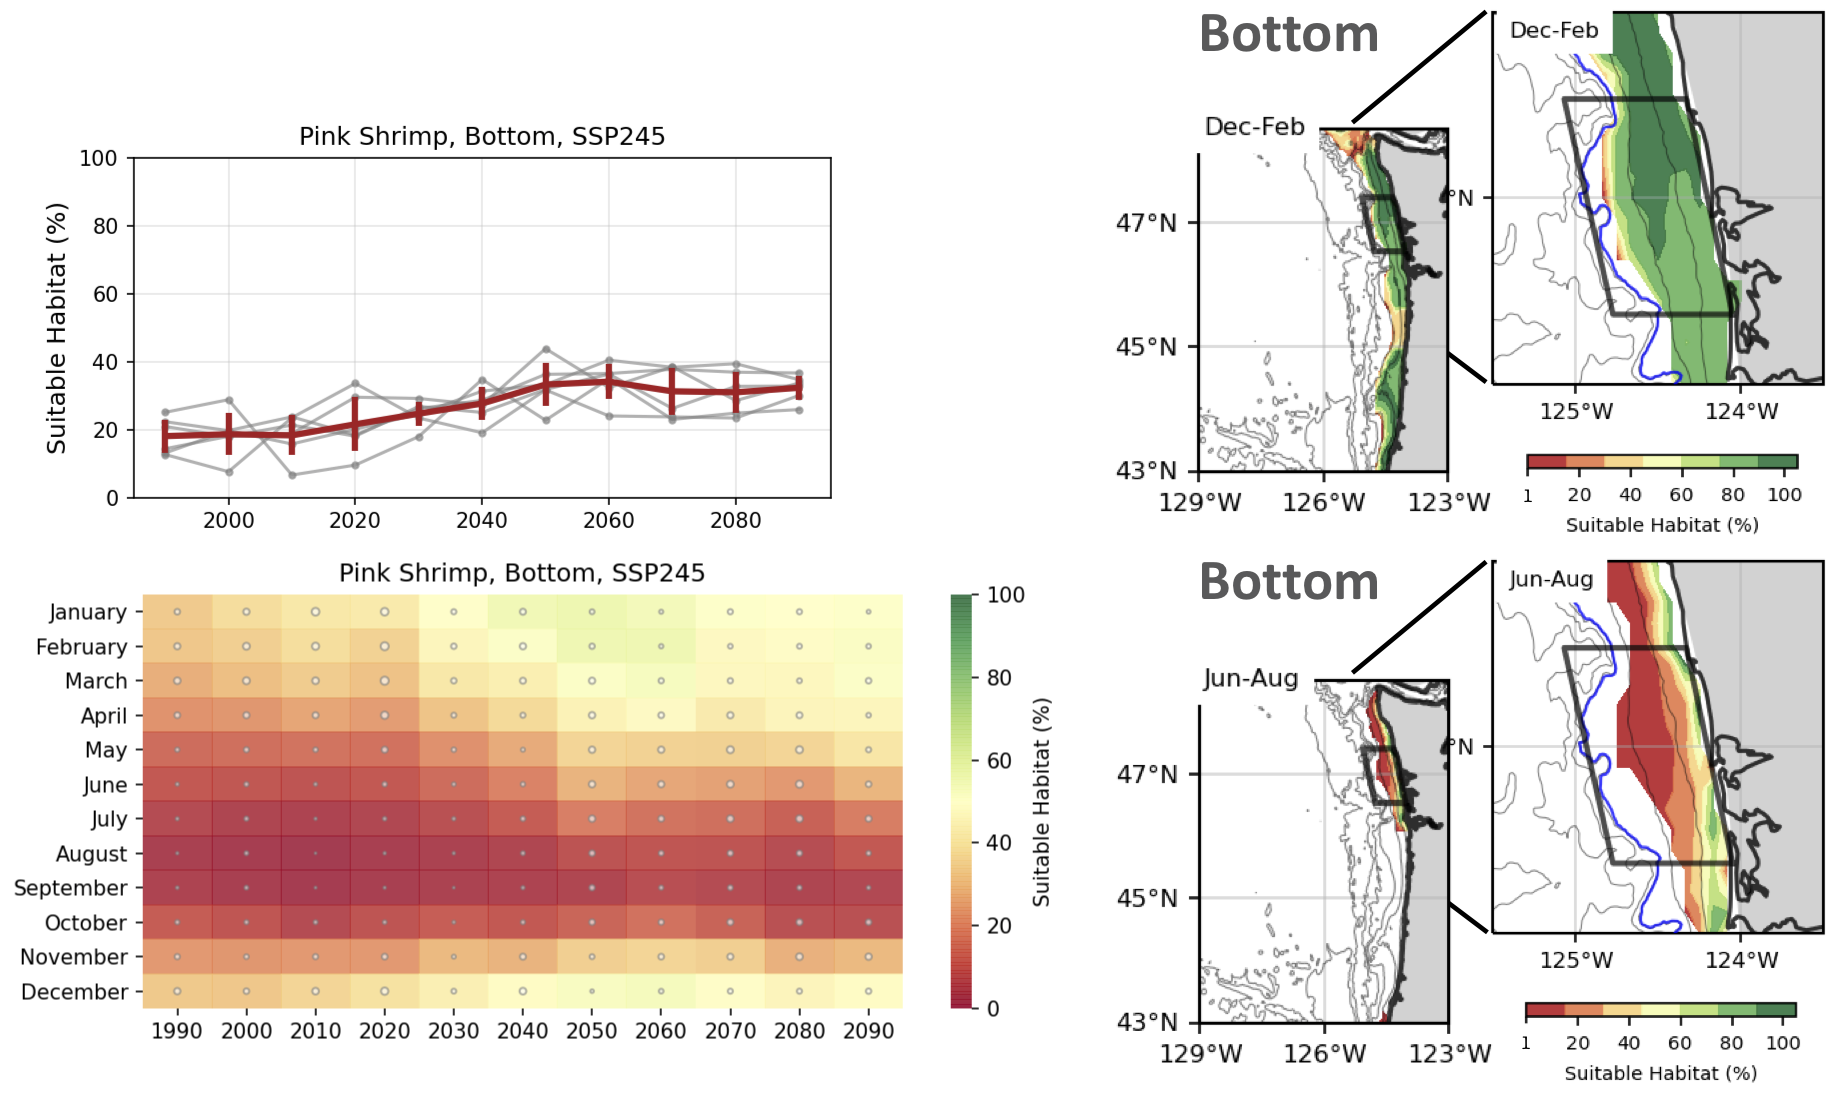 Pink Shrimp, Bottom, SSP245
100
80
60
40
20
0
Suitable Habitat (%)
2000
2020
2040
2060
2080
Pink Shrimp, Bottom, SSP245
January
February
March
April
May
June
July
August
September
October
November
December
1990
2000
2010
2020
2030
2040
2050
2060
2070
2080
2090
100
80
60
40
20
0
Suitable Habitat (%)
Bottom
Dec-Feb
47°N
45°N
43°N
129°W
126°W
123°W
Dec-Feb
°N
125°W
124°W
1
20
40
60
80
100
Suitable Habitat (%)
Bottom
Jun-Aug
47°N
45°N
43°N
129°W
126°W
123°W
Jun-Aug
°N
125°W
124°W
1
20
40
60
80
100
Suitable Habitat (%)